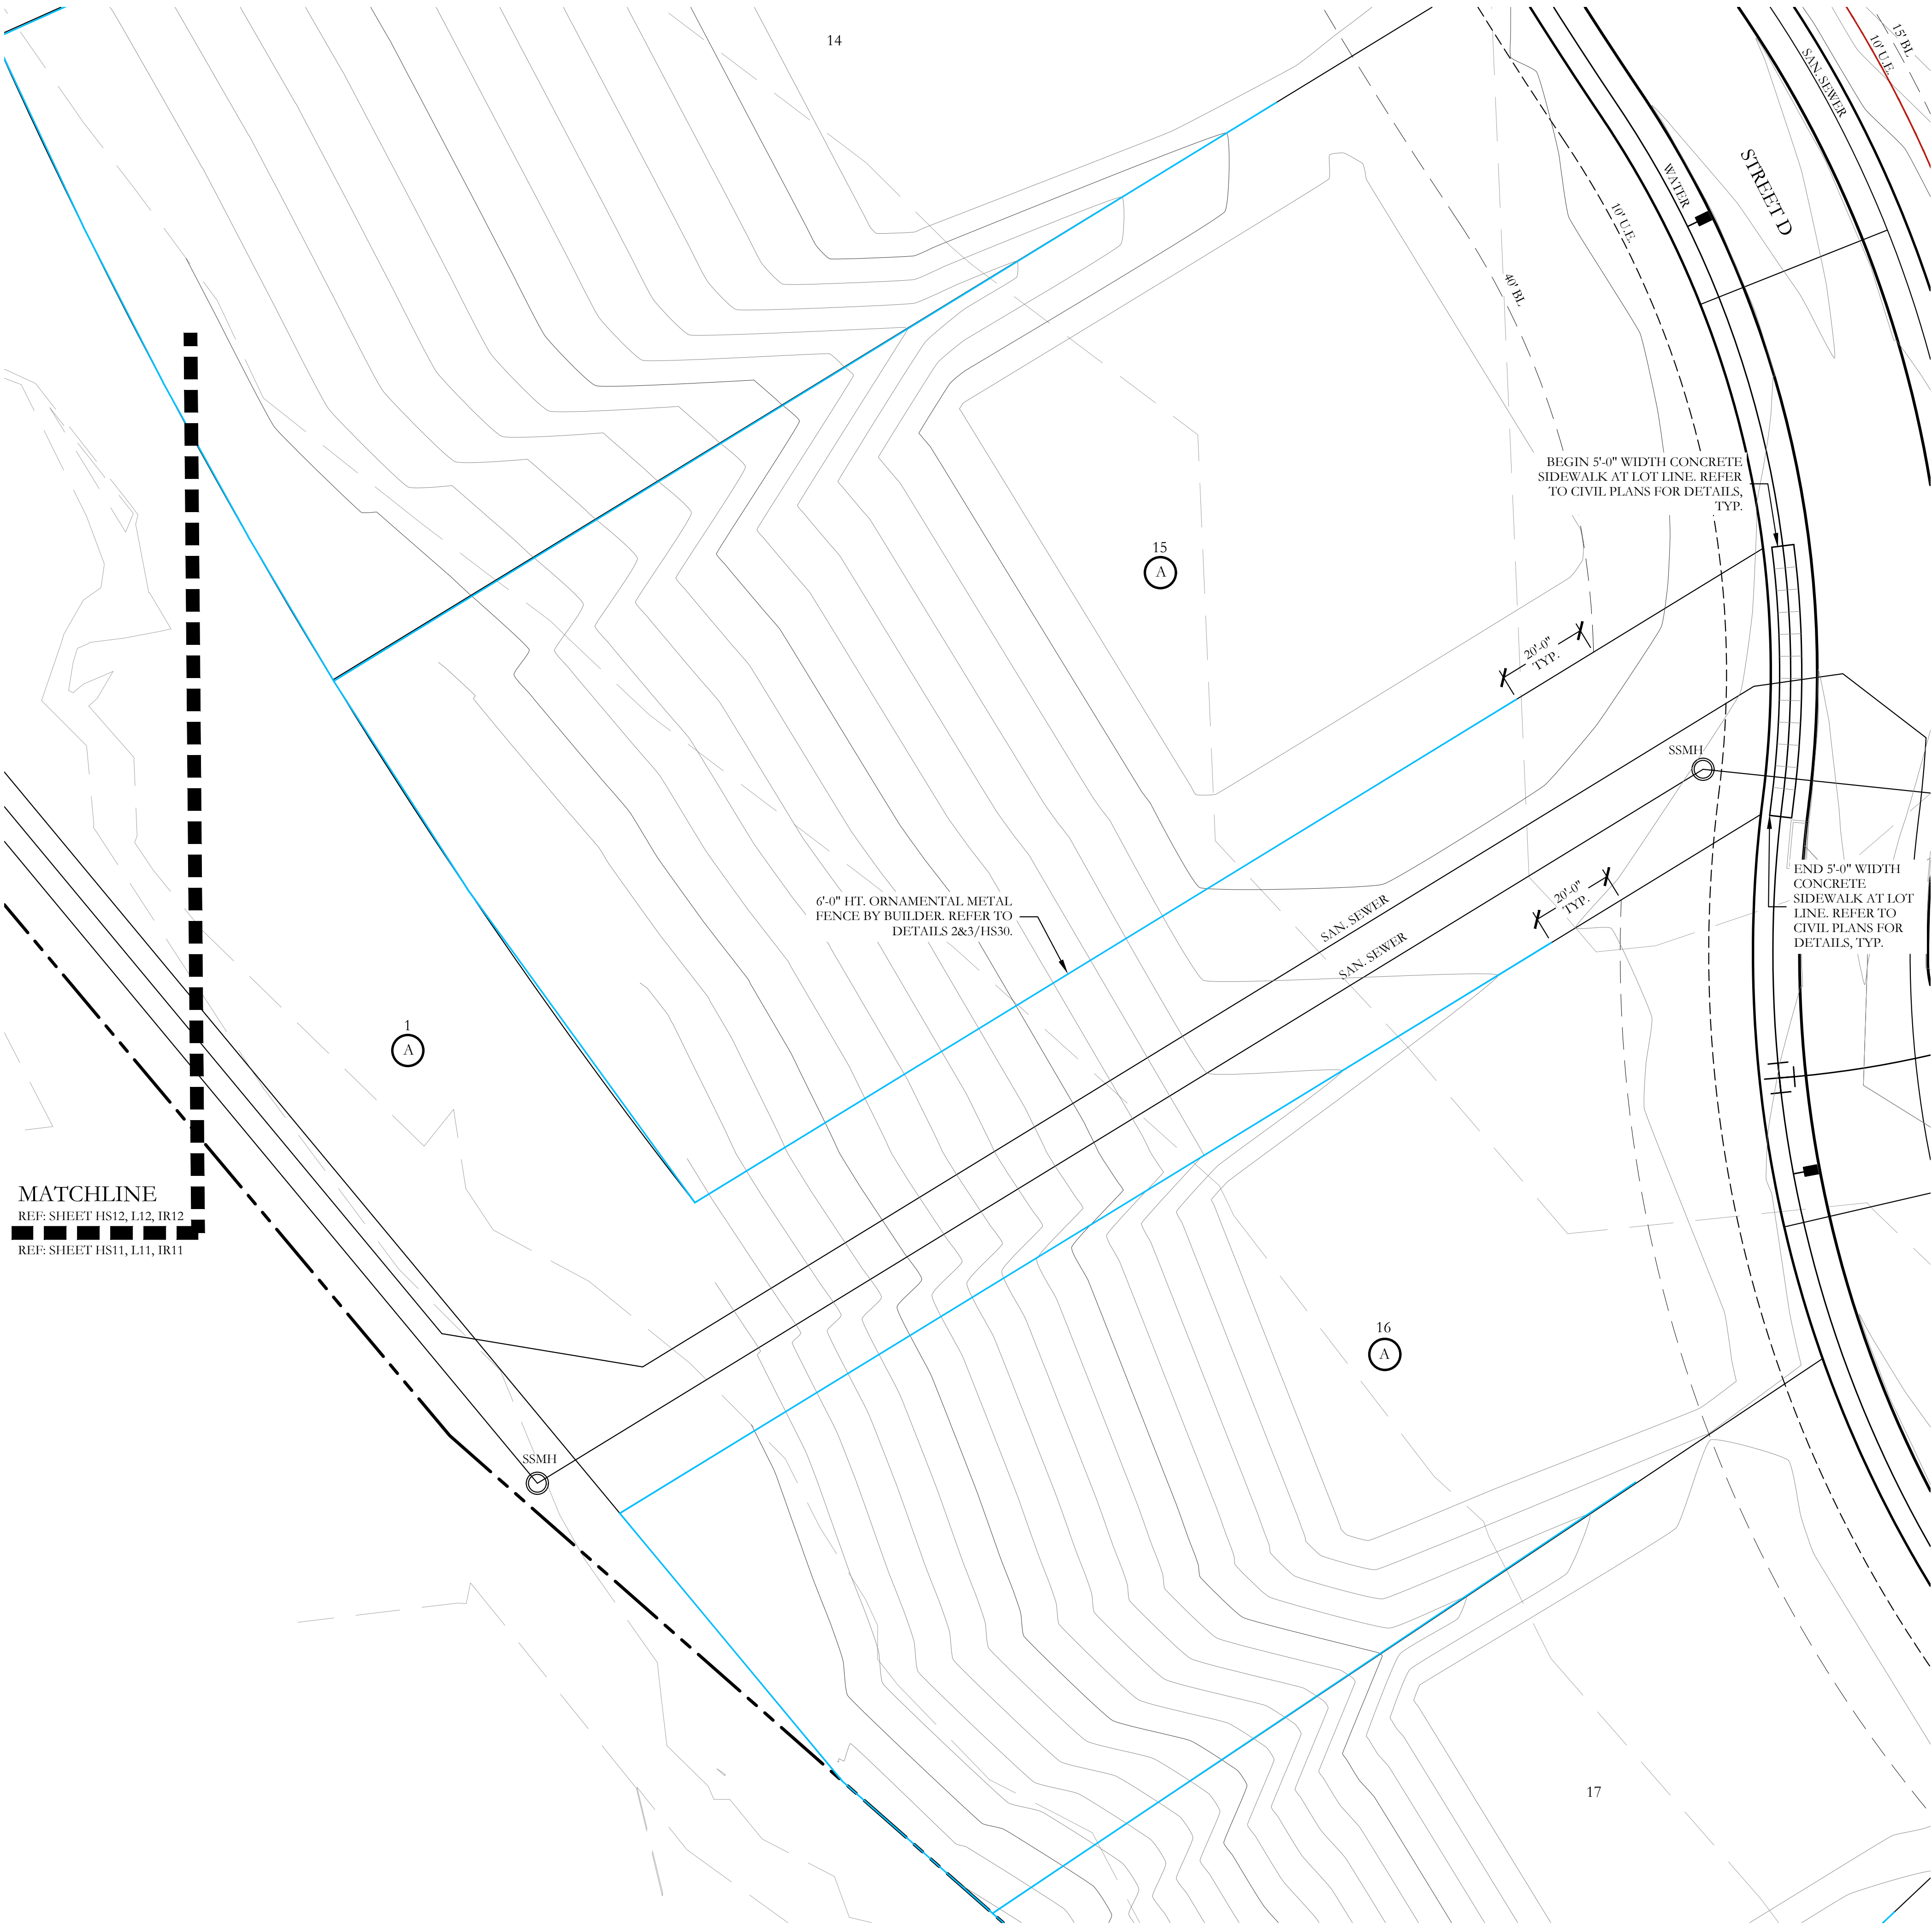 14
15' BL
10' U.E.
SAN. SEWER
STREET D
WATER
10' U.E.
40' BL
BEGIN 5'-0" WIDTH CONCRETE
SIDEWALK AT LOT LINE. REFER
TO CIVIL PLANS FOR DETAILS,
TYP.
15
A
20'-0"
TYP.
SSMH
END 5'-0" WIDTH
CONCRETE
SIDEWALK AT LOT
LINE. REFER TO
CIVIL PLANS FOR
DETAILS, TYP.
20'-0"
TYP.
6'-0" HT. ORNAMENTAL METAL
FENCE BY BUILDER. REFER TO
DETAILS 2&3/HS30.
SAN. SEWER
SAN. SEWER
1
A
MATCHLINE
REF: SHEET HS12, L12, IR12
REF: SHEET HS11, L11, IR11
16
A
SSMH
17